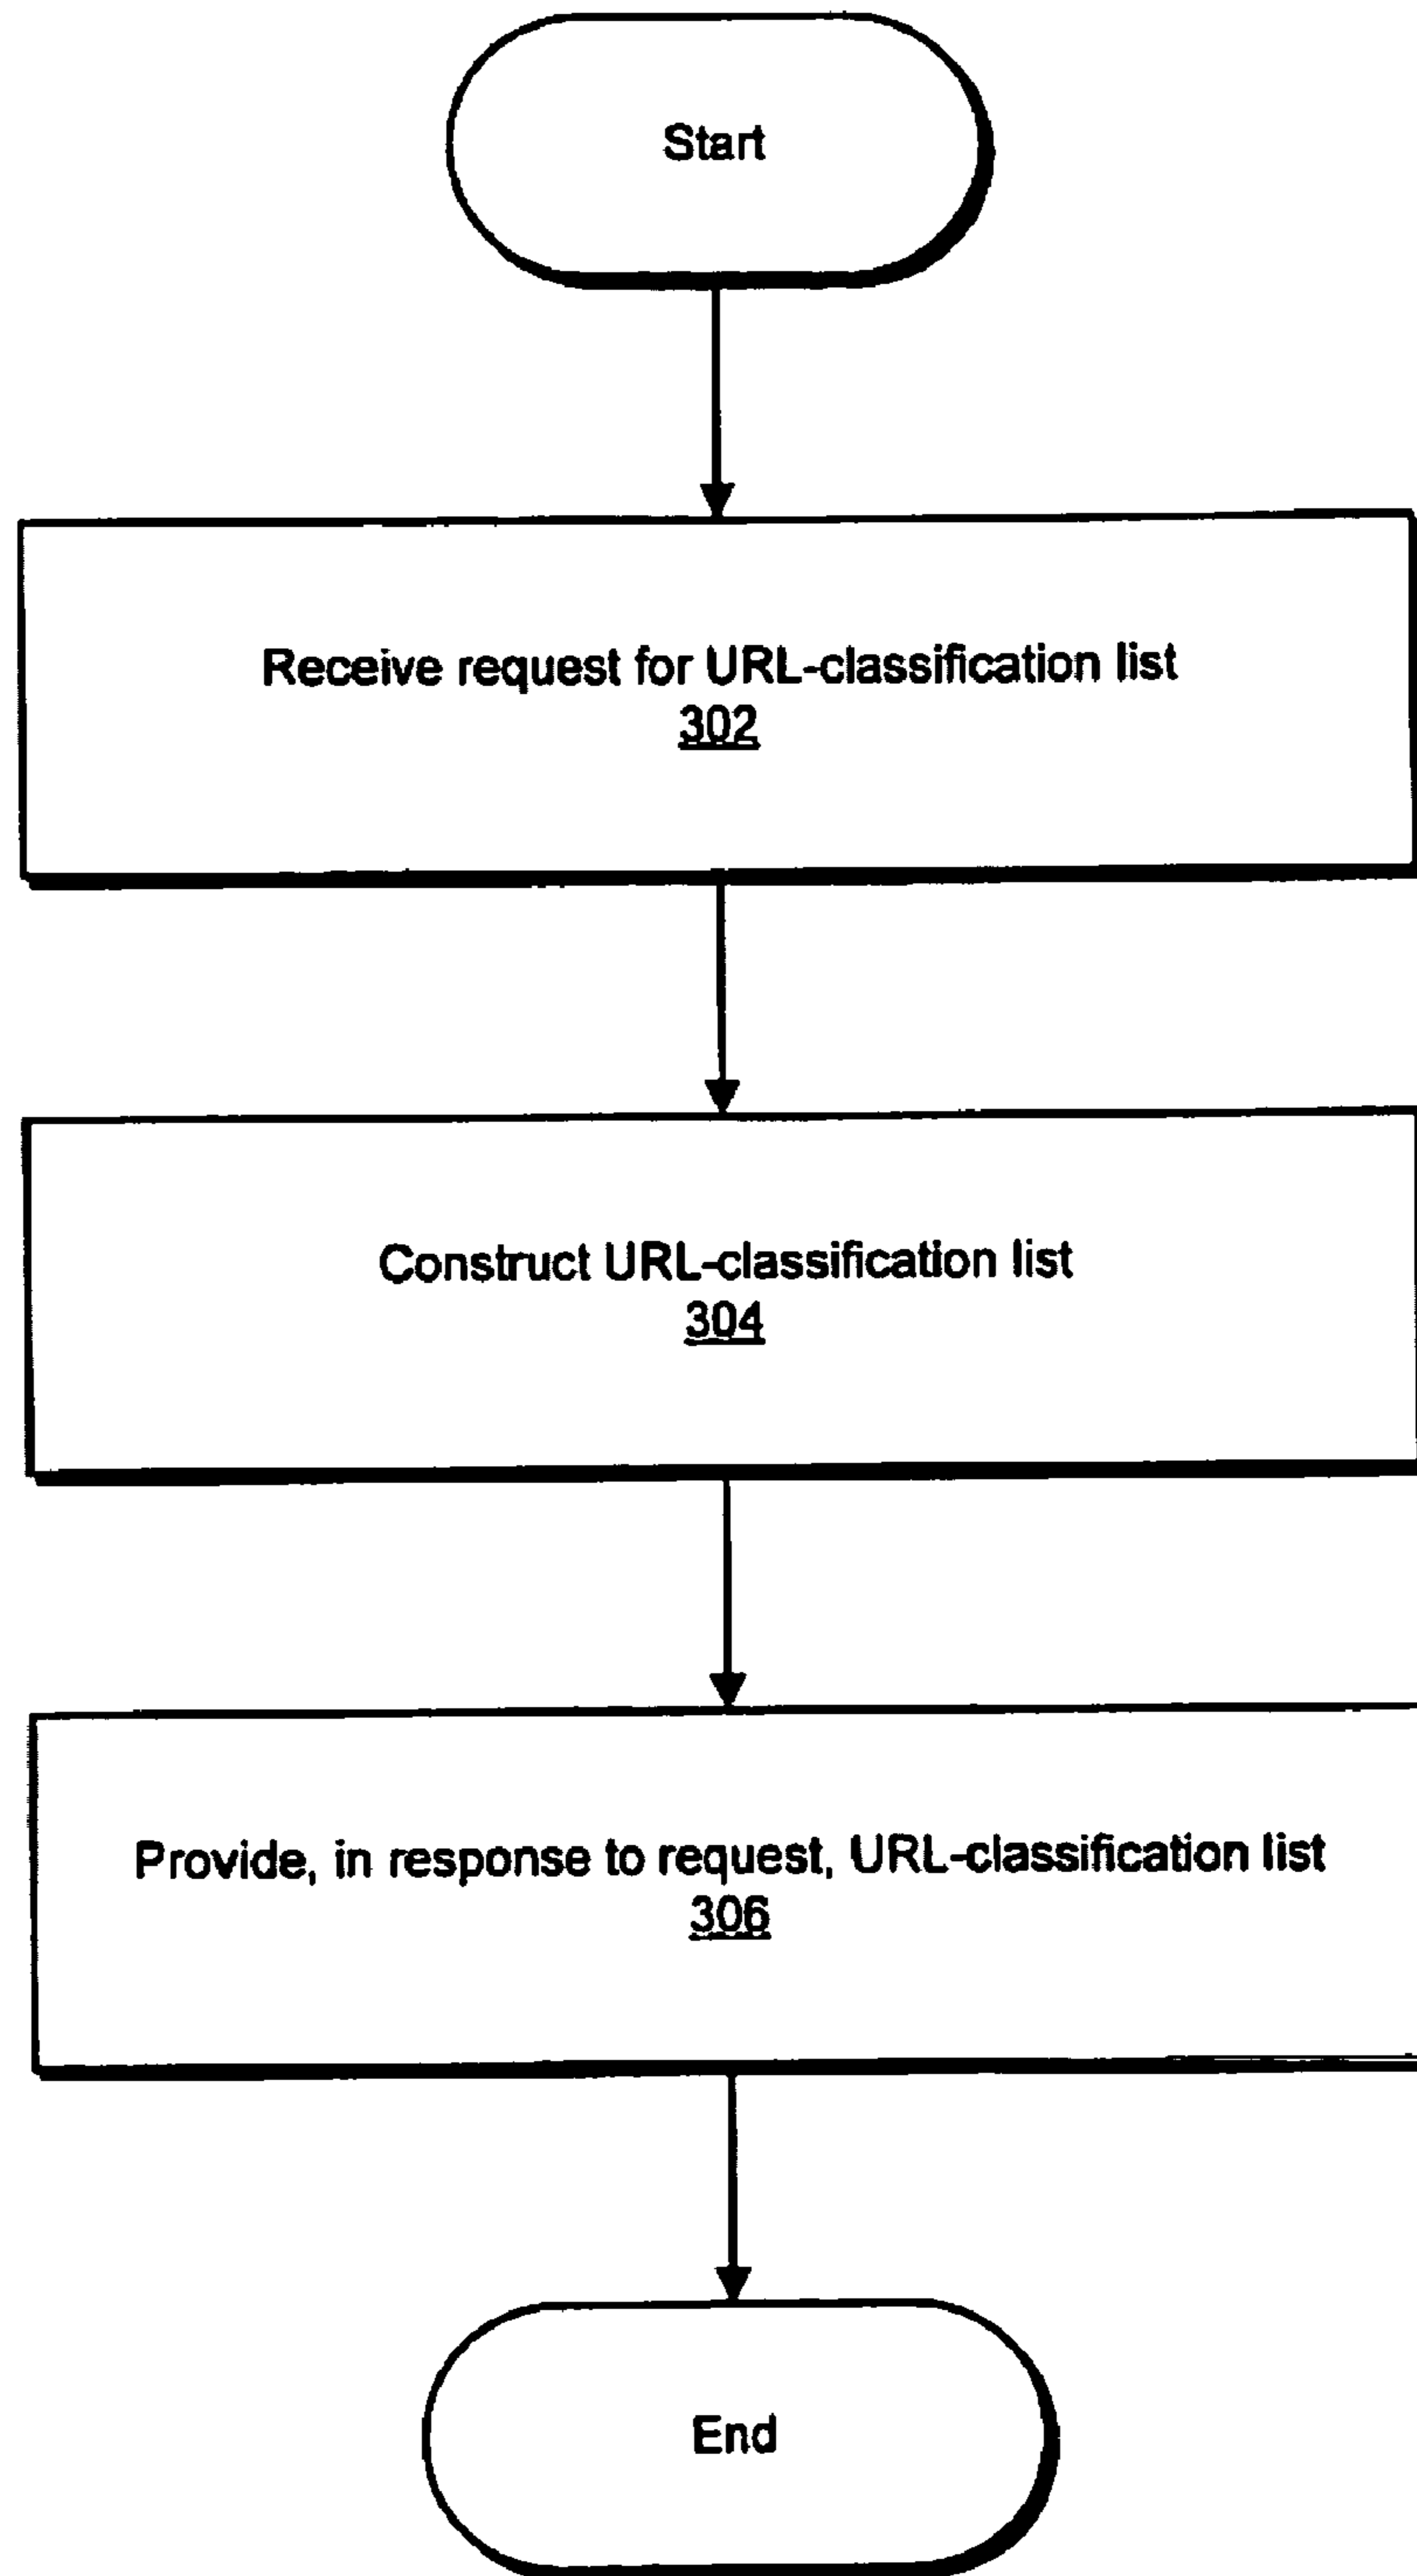 Start
Receive request for URL-classification list
302
Construct URL-classification list
304
Provide, in response to request, URL-classification list
306
End